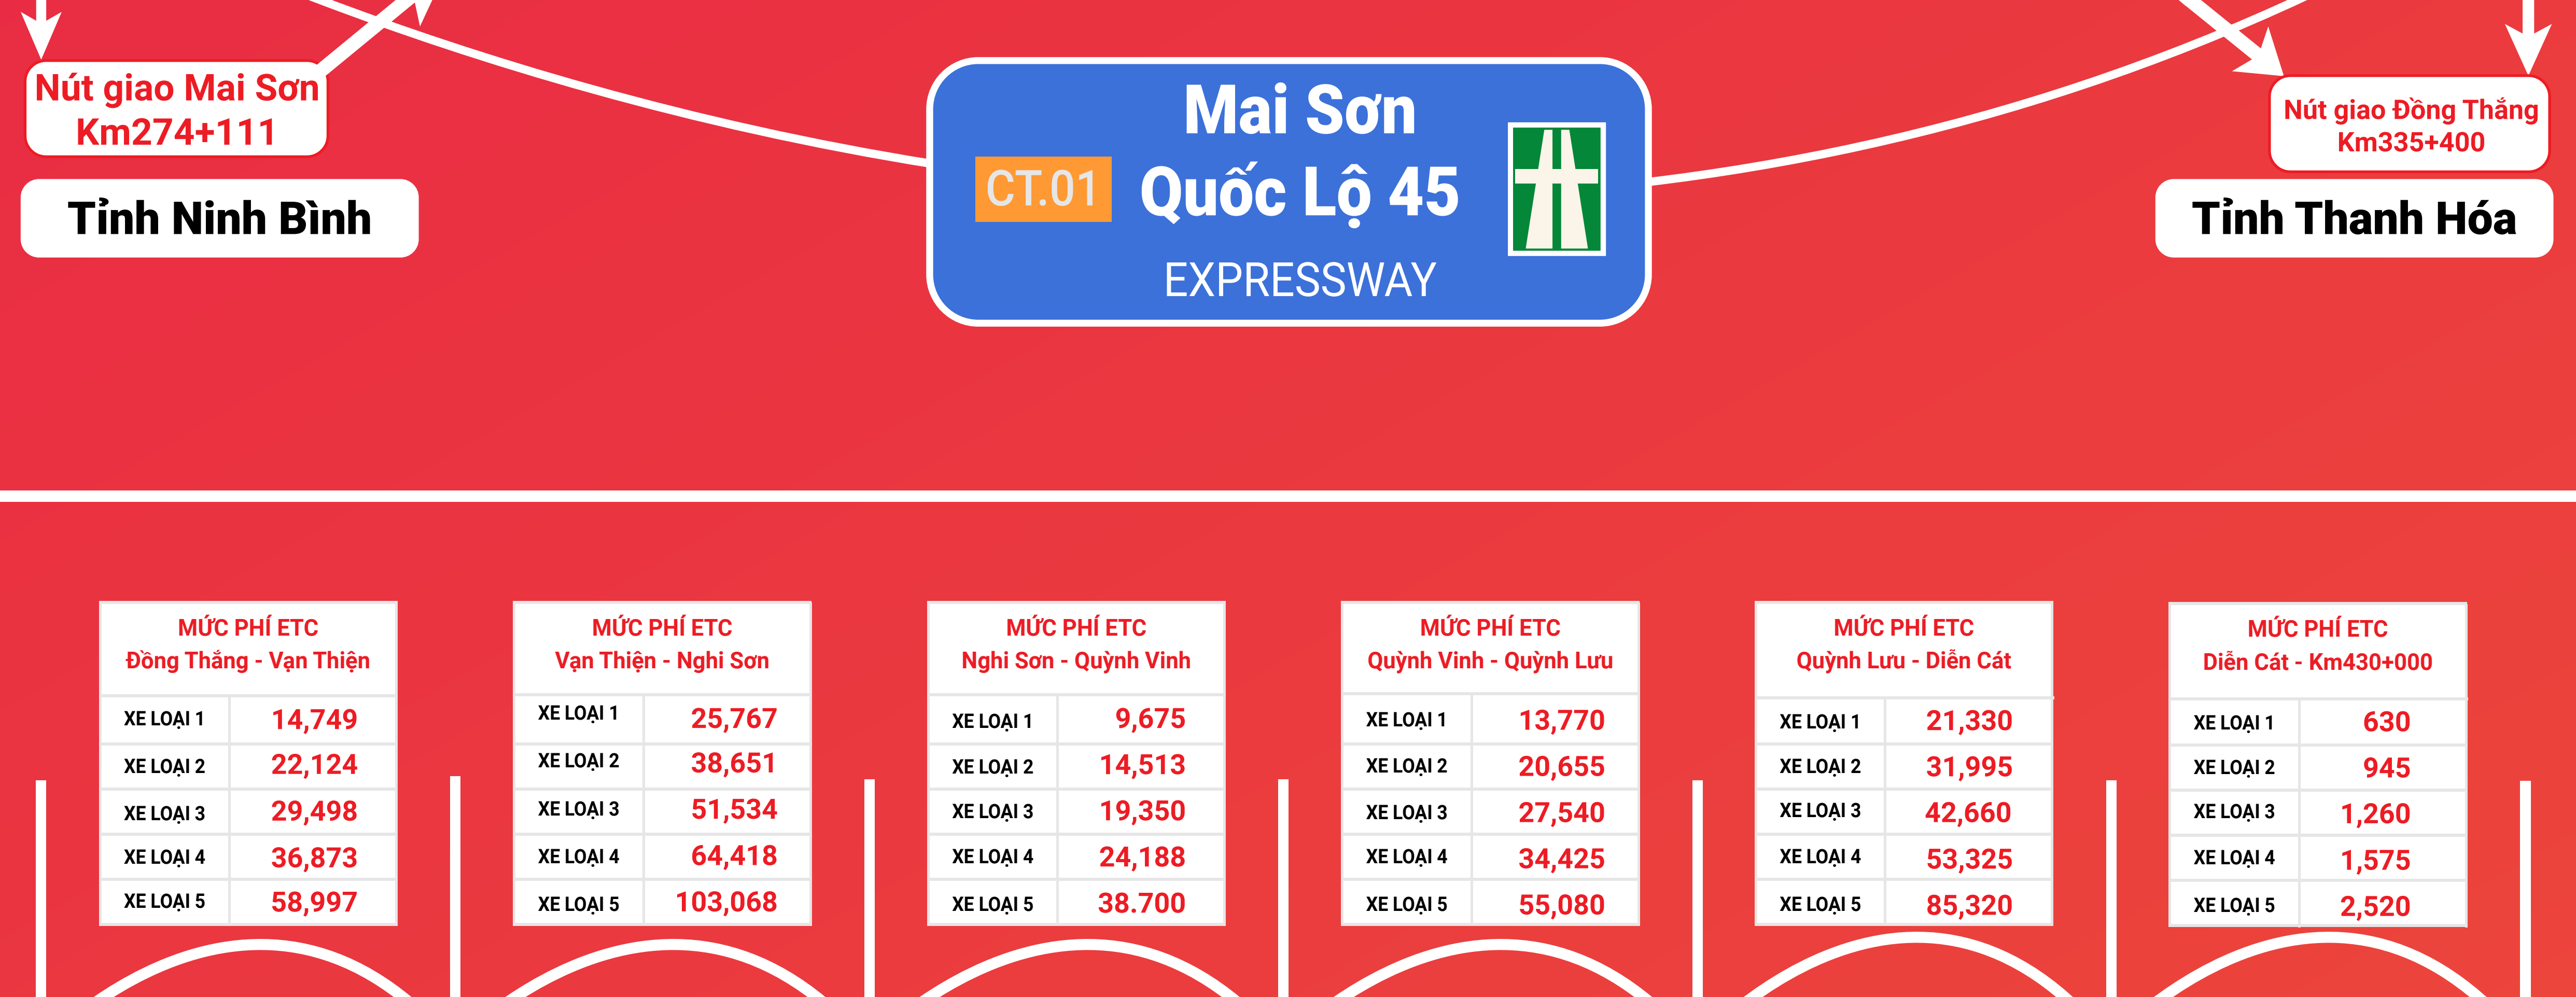 Nút giao Mai Sơn
Km274+111
Tỉnh Ninh Bình
CT.01
Mai Sơn
Quốc Lộ 45
EXPRESSWAY
Nút giao Đồng Thắng
Km335+400
Tỉnh Thanh Hóa
MỨC PHÍ ETC
Đồng Thắng - Vạn Thiện
XE LOẠI 1 14,749
XE LOẠI 2 22,124
XE LOẠI 3 29,498
XE LOẠI 4 36,873
XE LOẠI 5 58,997
MỨC PHÍ ETC
Vạn Thiện - Nghi Sơn
XE LOẠI 1 25,767
XE LOẠI 2 38,651
XE LOẠI 3 51,534
XE LOẠI 4 64,418
XE LOẠI 5 103,068
MỨC PHÍ ETC
Nghi Sơn - Quỳnh Vinh
XE LOẠI 1 9,675
XE LOẠI 2 14,513
XE LOẠI 3 19,350
XE LOẠI 4 24,188
XE LOẠI 5 38.700
MỨC PHÍ ETC
Quỳnh Vinh - Quỳnh Lưu
XE LOẠI 1 13,770
XE LOẠI 2 20,655
XE LOẠI 3 27,540
XE LOẠI 4 34,425
XE LOẠI 5 55,080
MỨC PHÍ ETC
Quỳnh Lưu - Diễn Cát
XE LOẠI 1 21,330
XE LOẠI 2 31,995
XE LOẠI 3 42,660
XE LOẠI 4 53,325
XE LOẠI 5 85,320
MỨC PHÍ ETC
Diễn Cát - Km430+000
XE LOẠI 1 630
XE LOẠI 2 945
XE LOẠI 3 1,260
XE LOẠI 4 1,575
XE LOẠI 5 2,520